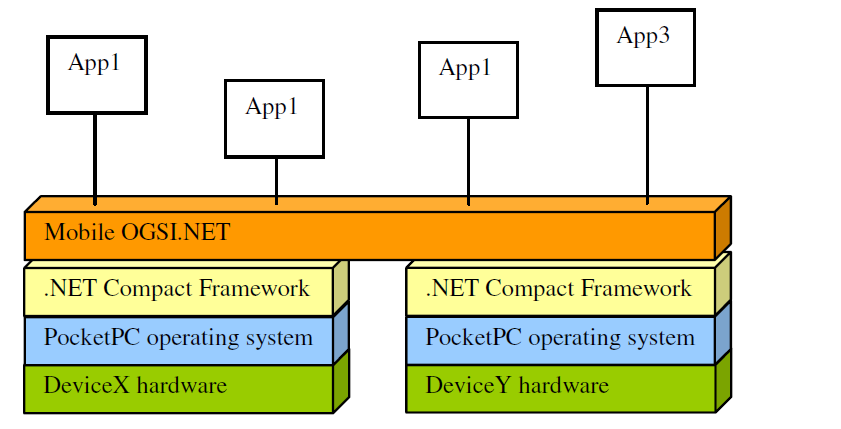 App1
App1
App1
App3
Mobile OGSI.NET
.NET Compact Framework
PocketPC operating system
DeviceX hardware
.NET Compact Framework
PocketPC operating system
DeviceY hardware